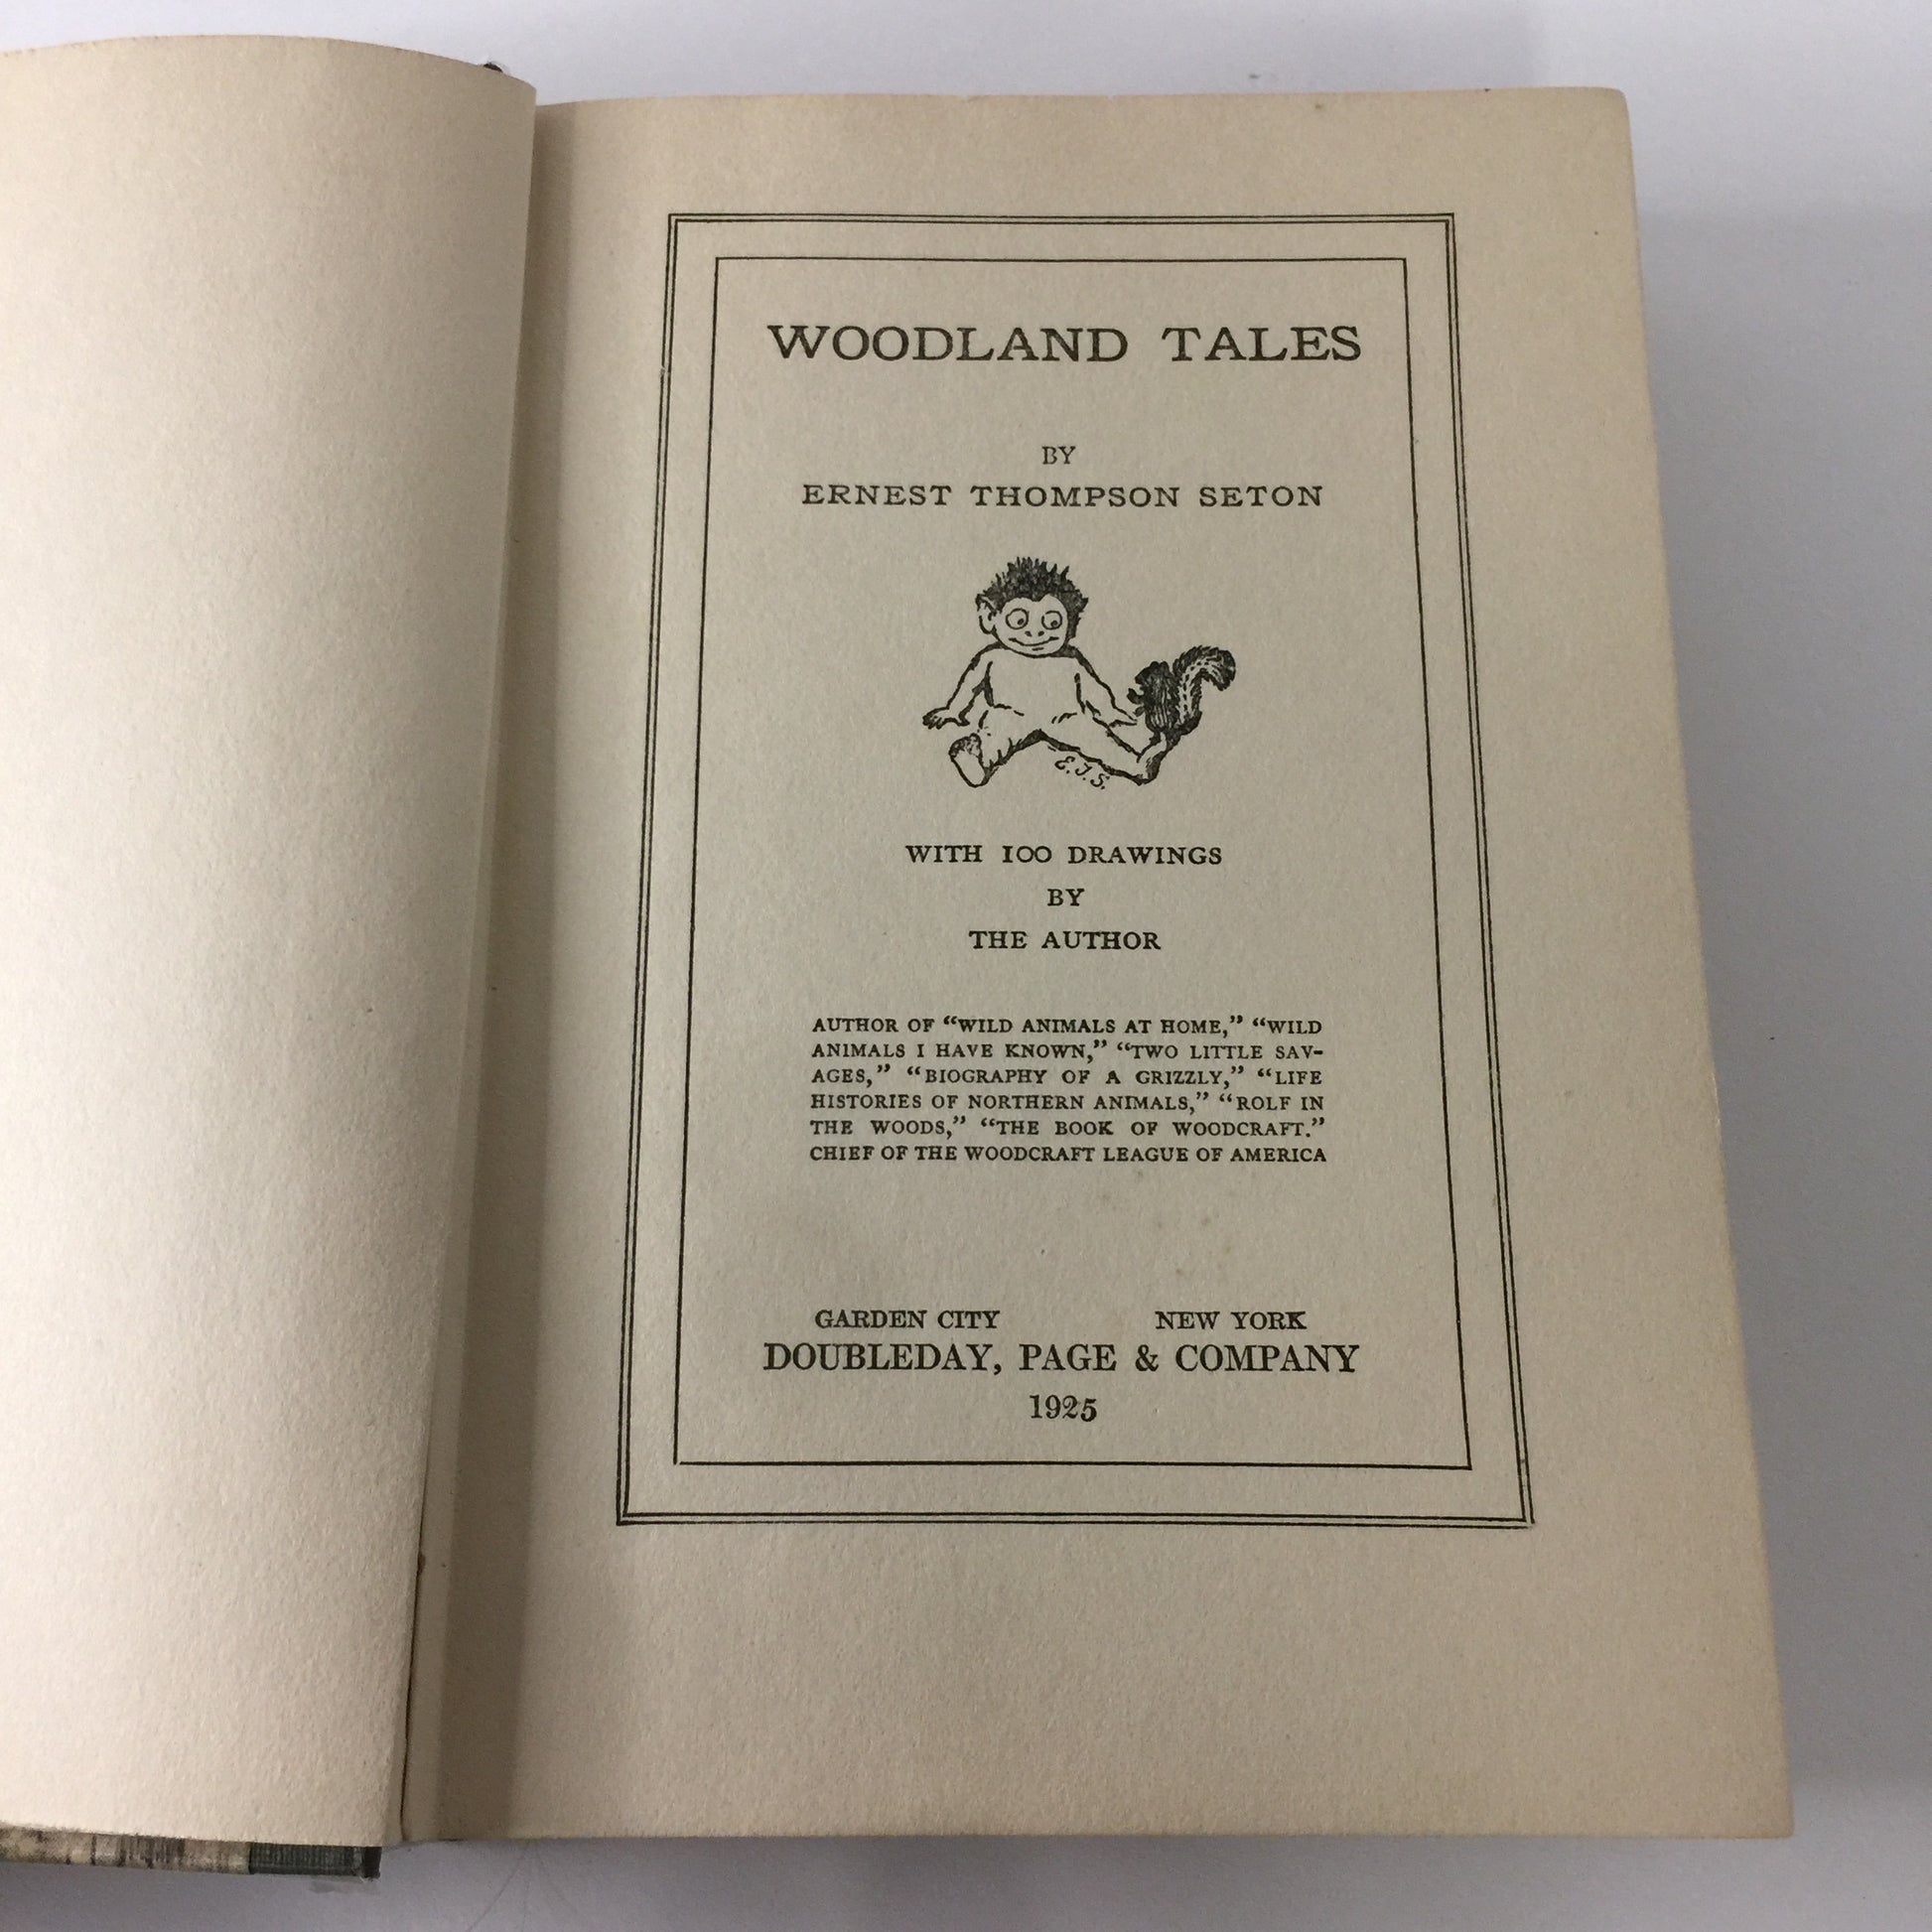 WOODLAND TALES
BY
ERNEST THOMPSON SETON
E.T.S.
WITH 100 DRAWINGS
BY
THE AUTHOR
AUTHOR OF “WILD ANIMALS AT HOME,” “WILD
ANIMALS I HAVE KNOWN,” “TWO LITTLE SAV-
AGES,” “BIOGRAPHY OF A GRIZZLY,” “LIFE
HISTORIES OF NORTHERN ANIMALS,” “ROLF IN
THE WOODS,” “THE BOOK OF WOODCRAFT.”
CHIEF OF THE WOODCRAFT LEAGUE OF AMERICA
GARDEN CITY NEW YORK
DOUBLEDAY, PAGE & COMPANY
1925